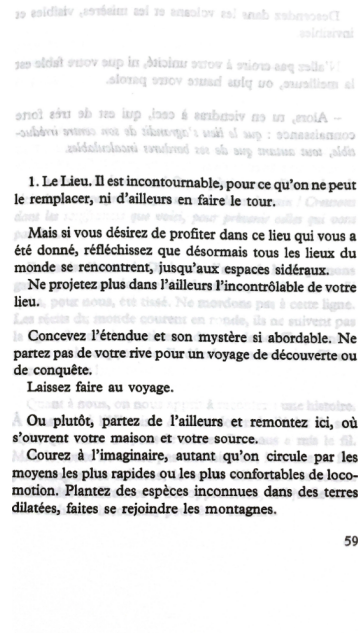 1. Le Lieu. Il est incontournable, pour ce qu'on ne peut
le remplacer, ni d'ailleurs en faire le tour.
Mais si vous désirez de profiter dans ce lieu qui vous a
été donné, réfléchissez que désormais tous les lieux du
monde se rencontrent, jusqu'aux espaces sidéraux.
Ne projetez plus dans l'ailleurs l'incontrôlable de votre
lieu.
Concevez l'étendue et son mystère si abordable. Ne
partez pas de votre rive pour un voyage de découverte ou
de conquête.
Laissez faire au voyage.
Ou plutôt, partez de l'ailleurs et remontez ici, où
s'ouvrent votre maison et votre source.
Courez à l'imaginaire, autant qu'on circule par les
moyens les plus rapides ou les plus confortables de loco-
motion. Plantez des espèces inconnues dans des terres
dilatées, faites se rejoindre les montagnes.
59